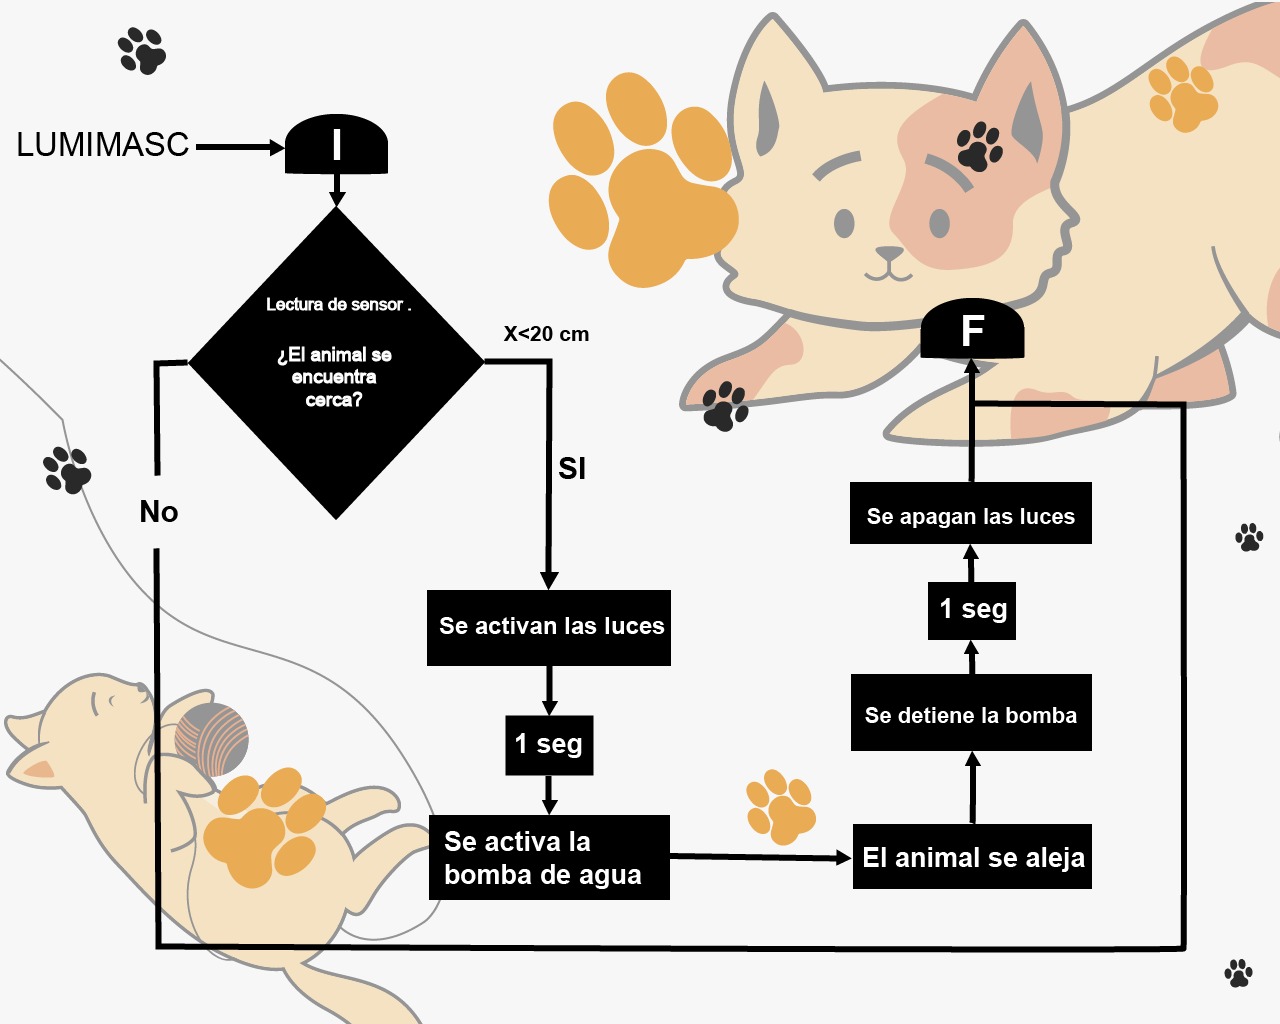 LUMIMASC
I
Lectura de sensor .
¿El animal se
encuentra
cerca?
X<20 cm
SI
No
Se activan las luces
1 seg
Se activa la
bomba de agua
El animal se aleja
Se detiene la bomba
1 seg
Se apagan las luces
F